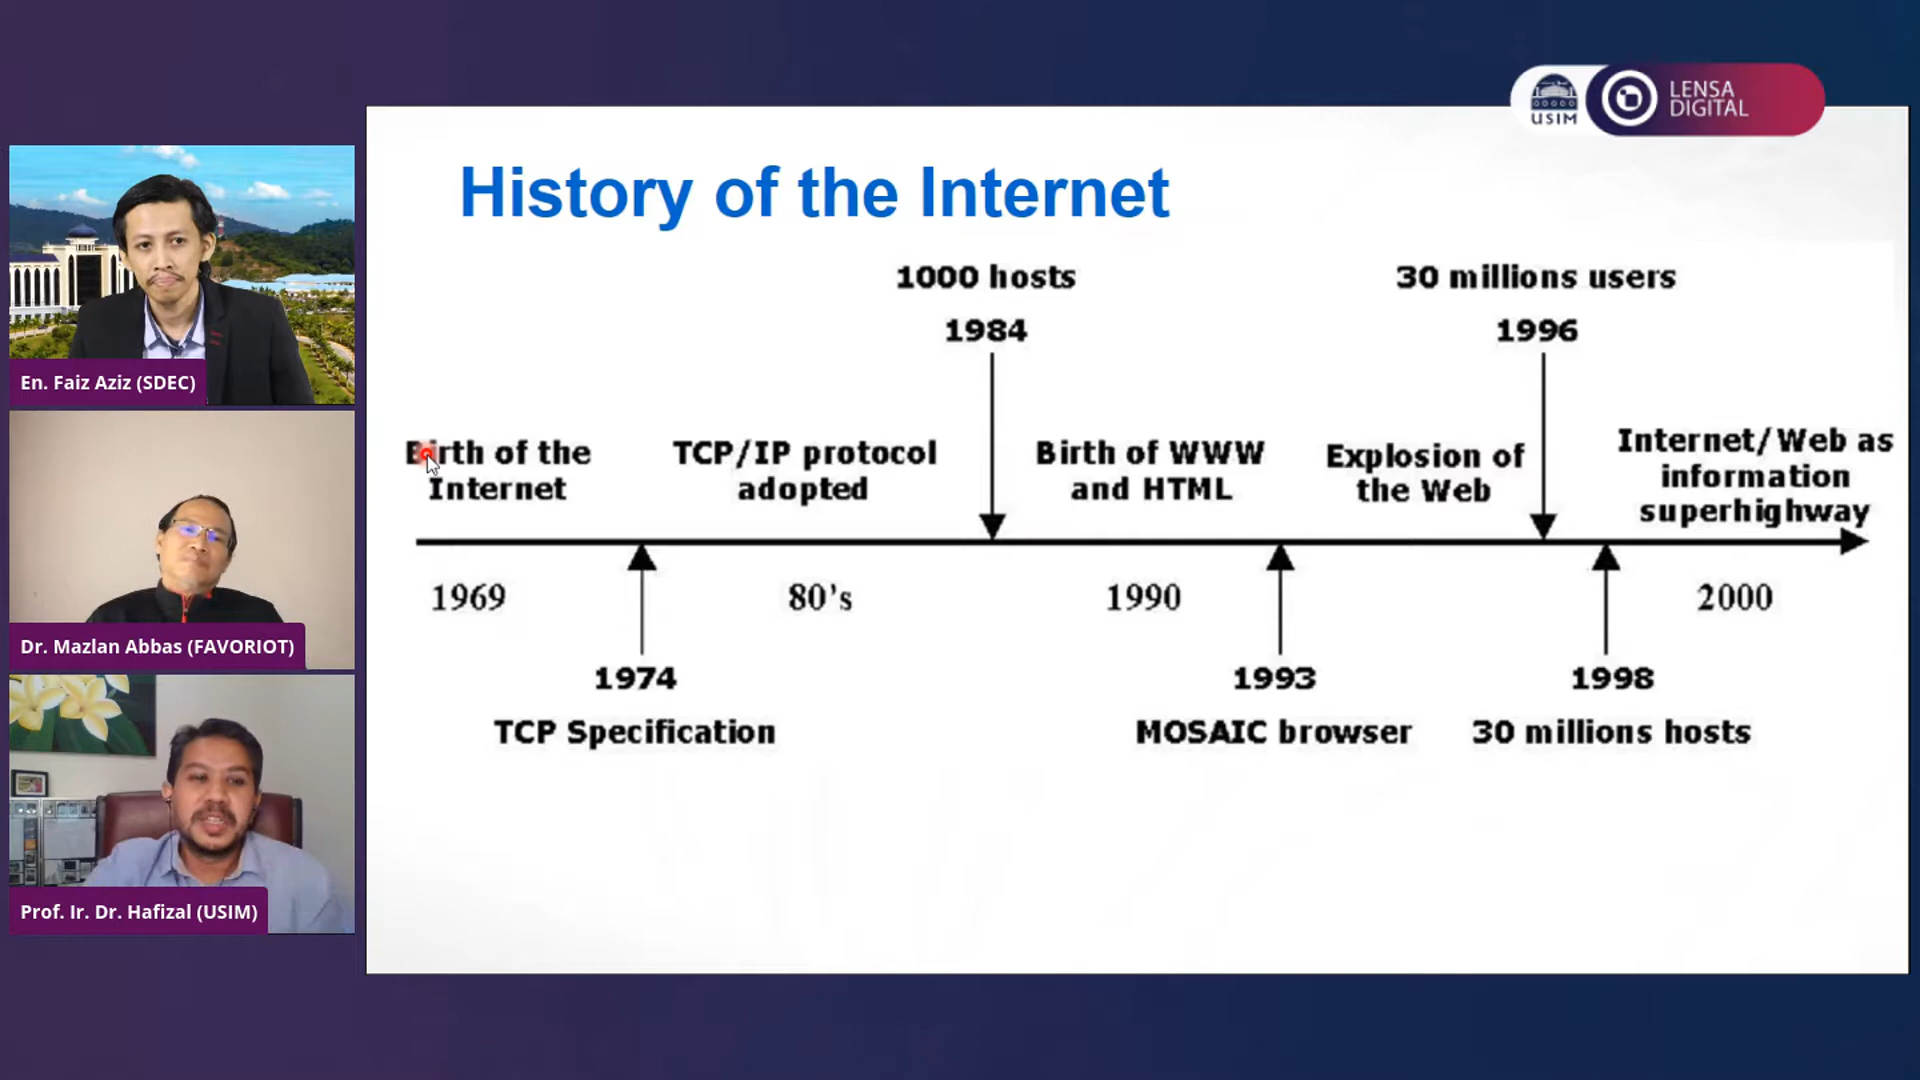 USIM
LENSA
DIGITAL
History of the Internet
1000 hosts
1984
30 millions users
1996
Birth of the
Internet
TCP/IP protocol
adopted
Birth of WWW
and HTML
Explosion of
the Web
Internet/Web as
information
superhighway
1969
80's
1990
2000
1974
TCP Specification
1993
MOSAIC browser
1998
30 millions hosts
En. Faiz Aziz (SDEC)
Dr. Mazlan Abbas (FAVORIOT)
Prof. Ir. Dr. Hafizal (USIM)